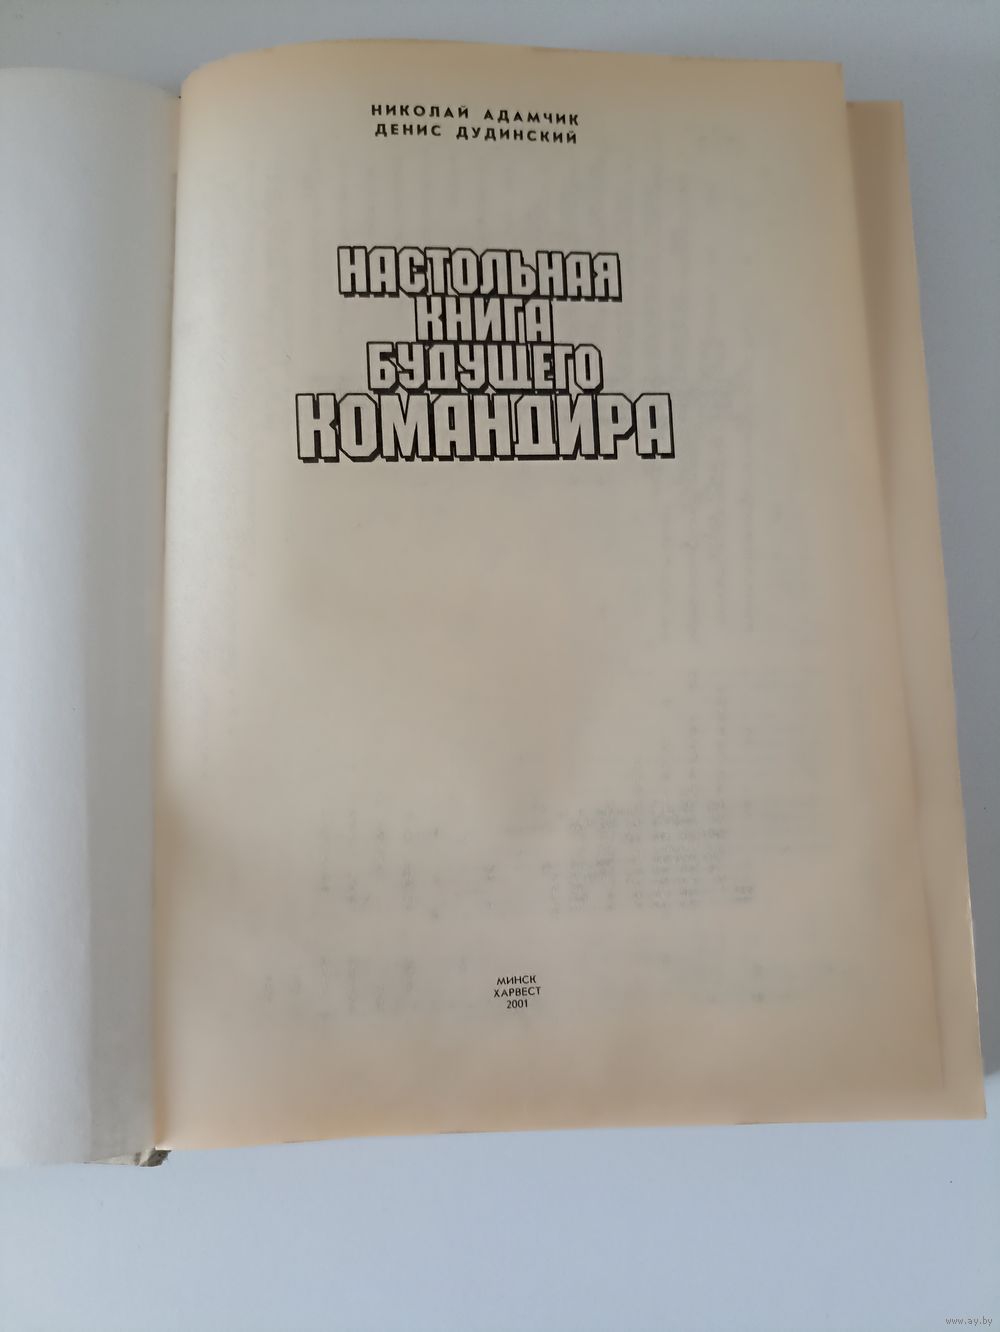 НИКОЛАЙ АДАМЧИК
ДЕНИС ДУДИНСКИЙ
НАСТОЛЬНАЯ
КНИГА
БУДУЩЕГО
КОМАНДИРА
МИНСК
ХАРВЕСТ
2001
www.ay.by